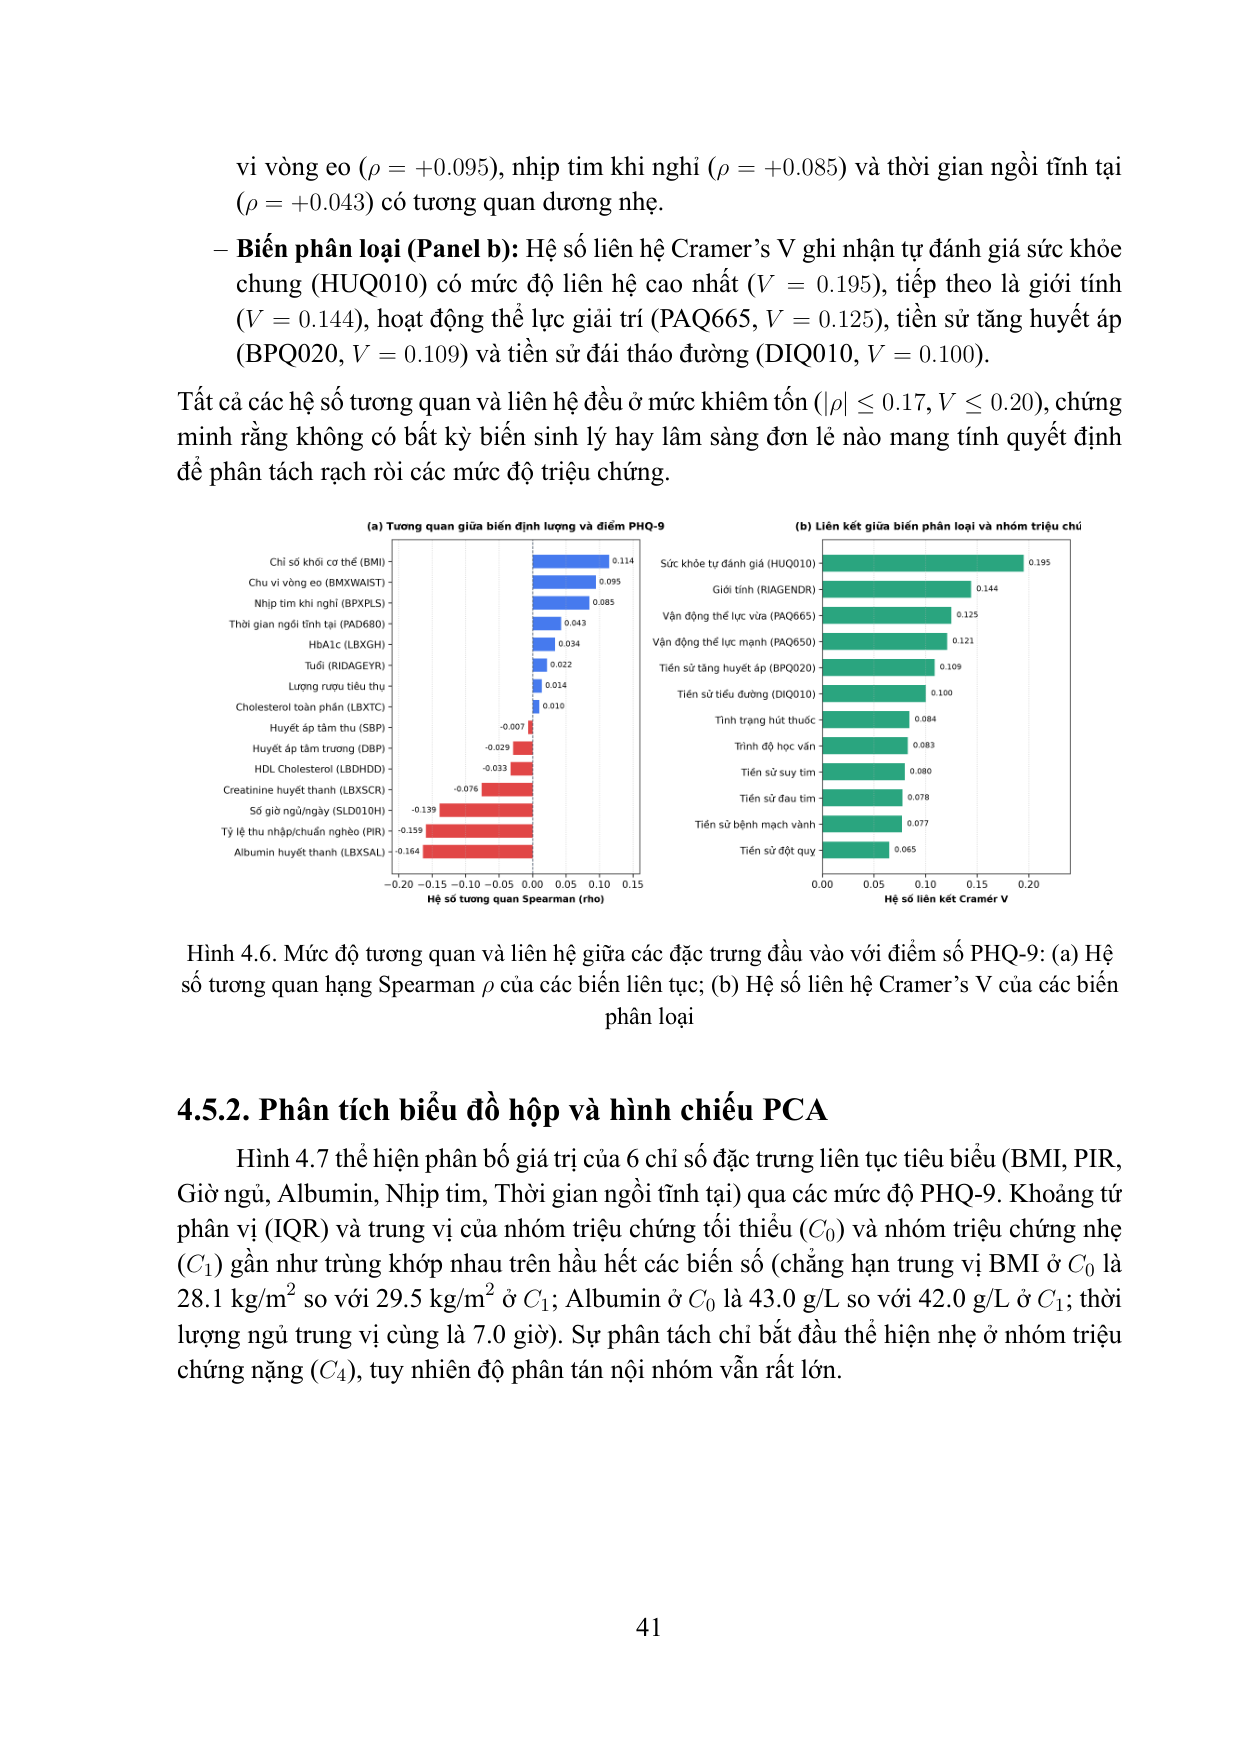 vi vòng eo (ρ = +0.095), nhịp tim khi nghỉ (ρ = +0.085) và thời gian ngồi tĩnh tại
(ρ = +0.043) có tương quan dương nhẹ.
– Biến phân loại (Panel b): Hệ số liên hệ Cramer’s V ghi nhận tự đánh giá sức khỏe
chung (HUQ010) có mức độ liên hệ cao nhất (V = 0.195), tiếp theo là giới tính
(V = 0.144), hoạt động thể lực giải trí (PAQ665, V = 0.125), tiền sử tăng huyết áp
(BPQ020, V = 0.109) và tiền sử đái tháo đường (DIQ010, V = 0.100).
Tất cả các hệ số tương quan và liên hệ đều ở mức khiêm tốn (|ρ| ≤ 0.17, V ≤ 0.20), chứng
minh rằng không có bất kỳ biến sinh lý hay lâm sàng đơn lẻ nào mang tính quyết định
để phân tách rạch ròi các mức độ triệu chứng.
(a) Tương quan giữa biến định lượng và điểm PHQ-9
Chỉ số khối cơ thể (BMI) 0.114
Chu vi vòng eo (BMXWAIST) 0.095
Nhịp tim khi nghỉ (BPXPLS) 0.085
Thời gian ngồi tĩnh tại (PAD680) 0.043
HbA1c (LBXGH) 0.034
Tuổi (RIDAGEYR) 0.022
Lượng rượu tiêu thụ 0.014
Cholesterol toàn phần (LBXTC) 0.010
Huyết áp tâm thu (SBP) -0.007
Huyết áp tâm trương (DBP) -0.029
HDL Cholesterol (LBDHDD) -0.033
Creatinine huyết thanh (LBXSCR) -0.076
Số giờ ngủ/ngày (SLD010H) -0.139
Tỷ lệ thu nhập/chuẩn nghèo (PIR) -0.159
Albumin huyết thanh (LBXSAL) -0.164
−0.20 −0.15 −0.10 −0.05 0.00 0.05 0.10 0.15
Hệ số tương quan Spearman (rho)
(b) Liên kết giữa biến phân loại và nhóm triệu chú
Sức khỏe tự đánh giá (HUQ010) 0.195
Giới tính (RIAGENDR) 0.144
Vận động thể lực vừa (PAQ665) 0.125
Vận động thể lực mạnh (PAQ650) 0.121
Tiền sử tăng huyết áp (BPQ020) 0.109
Tiền sử tiểu đường (DIQ010) 0.100
Tình trạng hút thuốc 0.084
Trình độ học vấn 0.083
Tiền sử suy tim 0.080
Tiền sử đau tim 0.078
Tiền sử bệnh mạch vành 0.077
Tiền sử đột quỵ 0.065
0.00 0.05 0.10 0.15 0.20
Hệ số liên kết Cramér V
Hình 4.6. Mức độ tương quan và liên hệ giữa các đặc trưng đầu vào với điểm số PHQ-9: (a) Hệ
số tương quan hạng Spearman ρ của các biến liên tục; (b) Hệ số liên hệ Cramer’s V của các biến
phân loại
4.5.2. Phân tích biểu đồ hộp và hình chiếu PCA
Hình 4.7 thể hiện phân bố giá trị của 6 chỉ số đặc trưng liên tục tiêu biểu (BMI, PIR,
Giờ ngủ, Albumin, Nhịp tim, Thời gian ngồi tĩnh tại) qua các mức độ PHQ-9. Khoảng tứ
phân vị (IQR) và trung vị của nhóm triệu chứng tối thiểu (C₀) và nhóm triệu chứng nhẹ
(C₁) gần như trùng khớp nhau trên hầu hết các biến số (chẳng hạn trung vị BMI ở C₀ là
28.1 kg/m² so với 29.5 kg/m² ở C₁; Albumin ở C₀ là 43.0 g/L so với 42.0 g/L ở C₁; thời
lượng ngủ trung vị cùng là 7.0 giờ). Sự phân tách chỉ bắt đầu thể hiện nhẹ ở nhóm triệu
chứng nặng (C₄), tuy nhiên độ phân tán nội nhóm vẫn rất lớn.
41